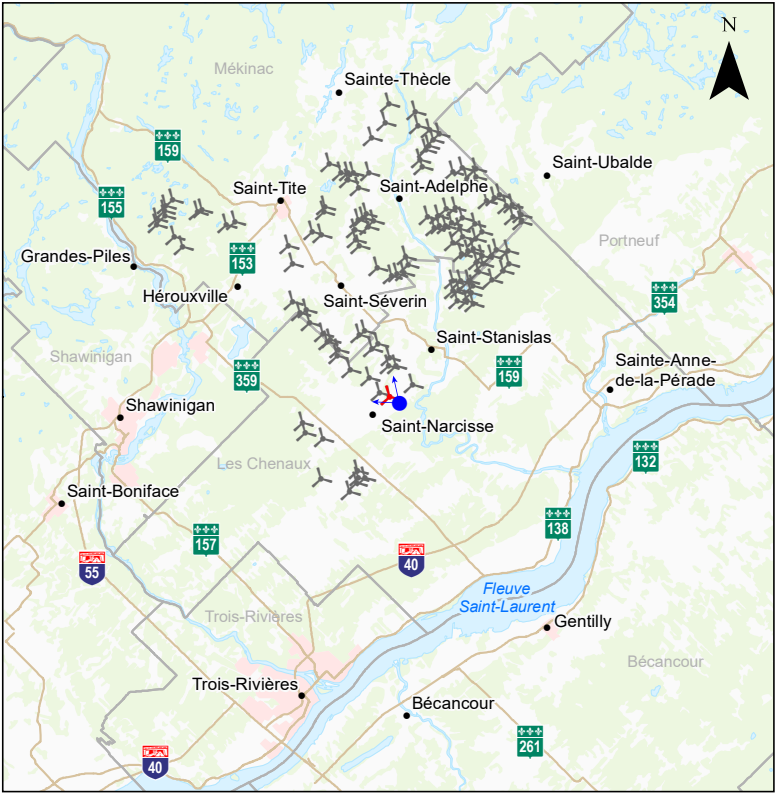 N
Mékinac
Sainte-Thècle
159
Saint-Ubalde
Saint-Tite
Saint-Adelphe
155
Portneuf
Grandes-Piles
153
Hérouxville
Saint-Séverin
354
Saint-Stanislas
Shawinigan
159
Sainte-Anne-
de-la-Pérade
359
Shawinigan
Saint-Narcisse
132
Les Chenaux
Saint-Boniface
138
157
40
55
Fleuve
Saint-Laurent
Trois-Rivières
Gentilly
Bécancour
Trois-Rivières
Bécancour
261
40